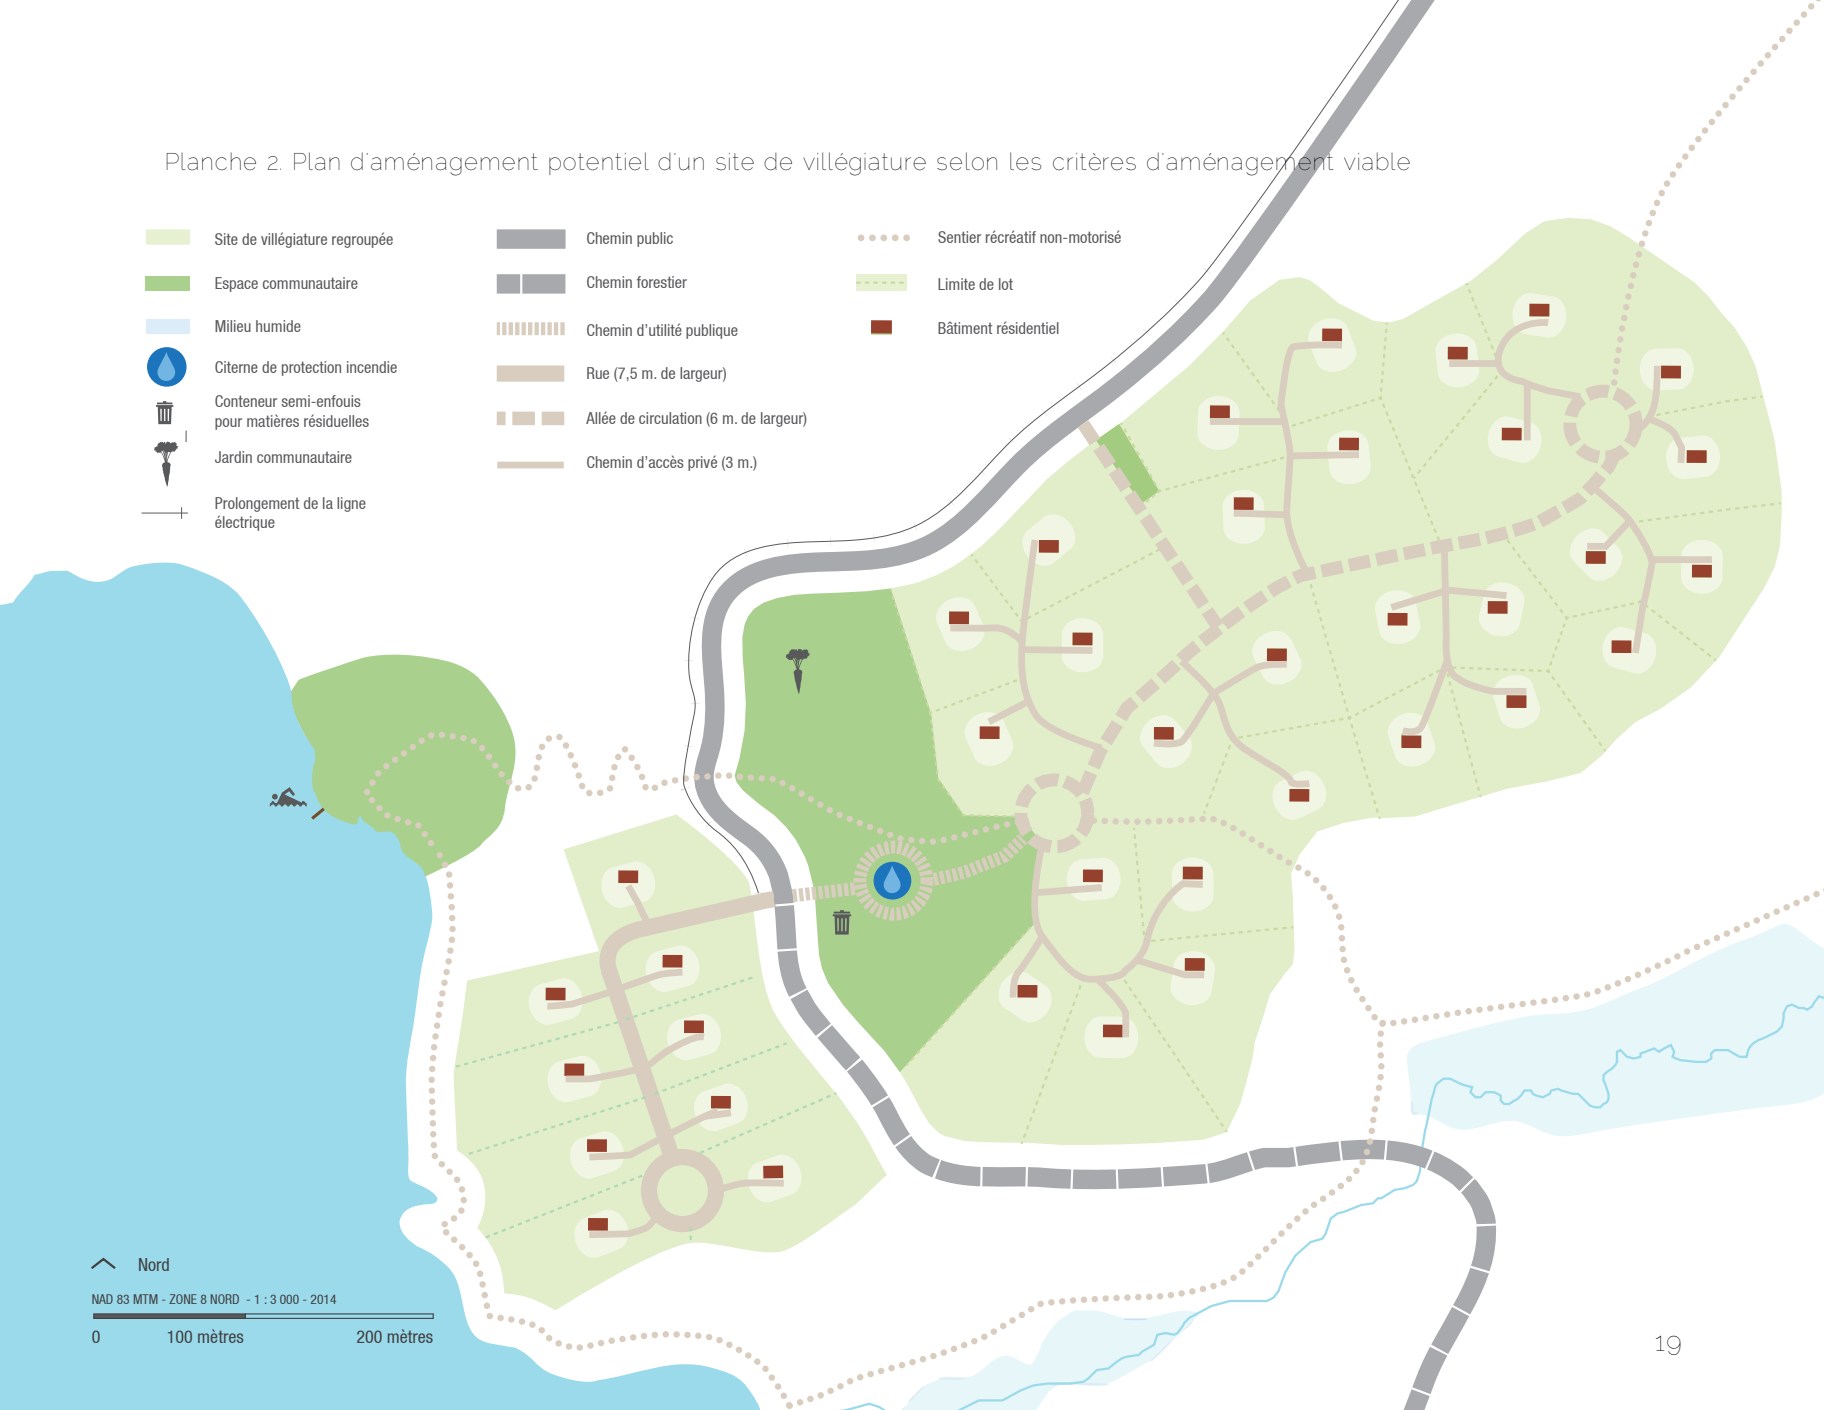 Planche 2. Plan d'aménagement potentiel d'un site de villégiature selon les critères d'aménagement viable
Site de villégiature regroupée
Espace communautaire
Milieu humide
Citerne de protection incendie
Conteneur semi-enfouis
pour matières résiduelles
Jardin communautaire
Prolongement de la ligne
électrique
Chemin public
Chemin forestier
Chemin d'utilité publique
Rue (7,5 m. de largeur)
Allée de circulation (6 m. de largeur)
Chemin d'accès privé (3 m.)
Sentier récréatif non-motorisé
Limite de lot
Bâtiment résidentiel
Nord
NAD 83 MTM - ZONE 8 NORD - 1 : 3 000 - 2014
0 100 mètres 200 mètres
19